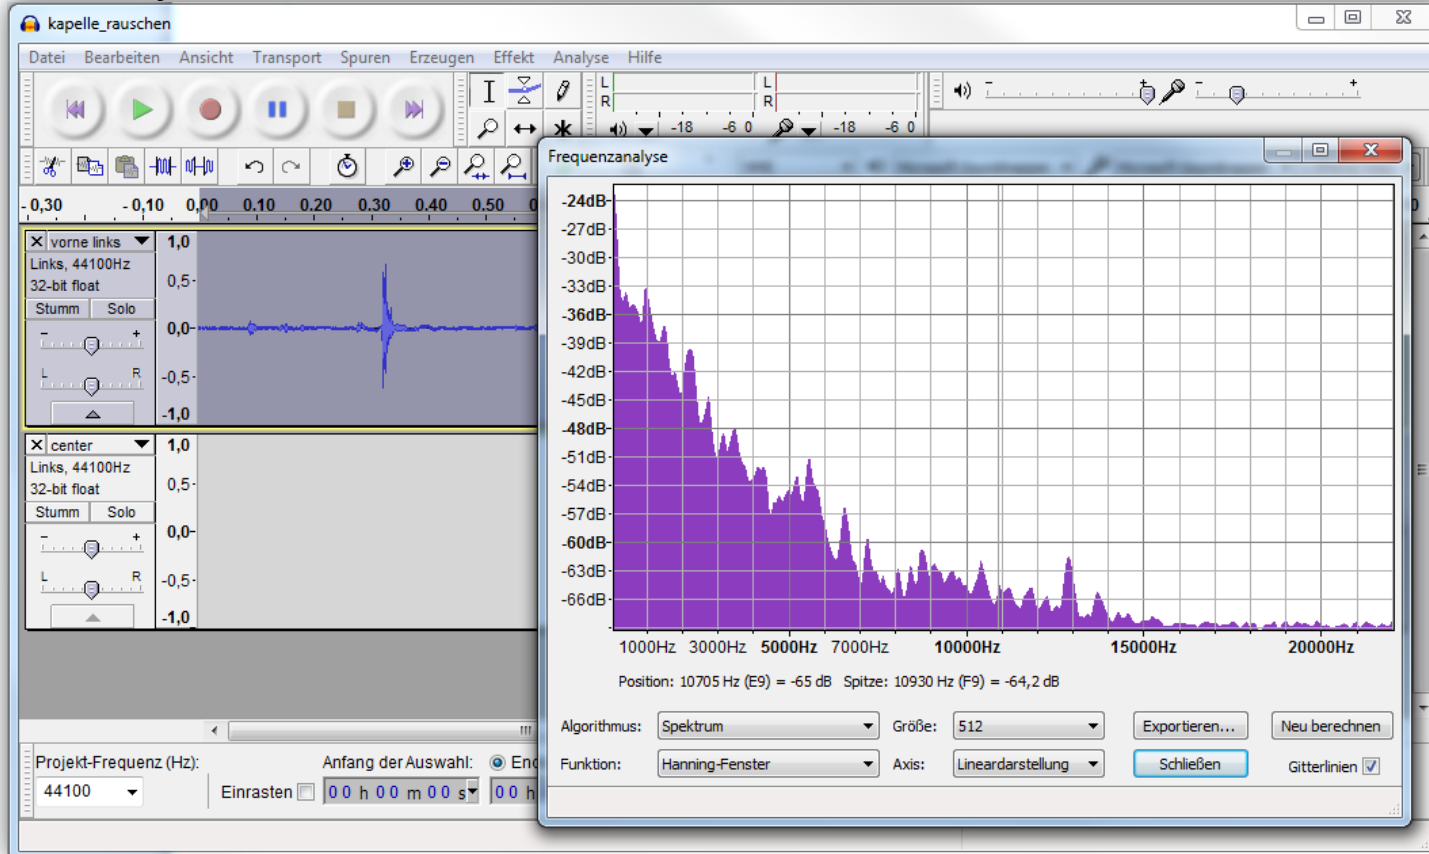 kapelle_rauschen
Datei Bearbeiten Ansicht Transport Spuren Erzeugen Effekt Analyse Hilfe
L L
R R
-18 -6 0 -18 -6 0
- 0,30 - 0,10 0,00 0.10 0.20 0.30 0.40 0.50
vorne links 1,0
Links, 44100Hz
32-bit float 0,5
Stumm Solo
0,0
- +
L R -0,5
-1,0
center 1,0
Links, 44100Hz
32-bit float 0,5
Stumm Solo
0,0
- +
L R -0,5
-1,0
Projekt-Frequenz (Hz): Anfang der Auswahl: End
44100 Einrasten 00 h 00 m 00 s 00 h
Frequenzanalyse
-24dB
-27dB
-30dB
-33dB
-36dB
-39dB
-42dB
-45dB
-48dB
-51dB
-54dB
-57dB
-60dB
-63dB
-66dB
1000Hz 3000Hz 5000Hz 7000Hz 10000Hz 15000Hz 20000Hz
Position: 10705 Hz (E9) = -65 dB Spitze: 10930 Hz (F9) = -64,2 dB
Algorithmus: Spektrum Größe: 512 Exportieren... Neu berechnen
Funktion: Hanning-Fenster Axis: Lineardarstellung Schließen Gitterlinien